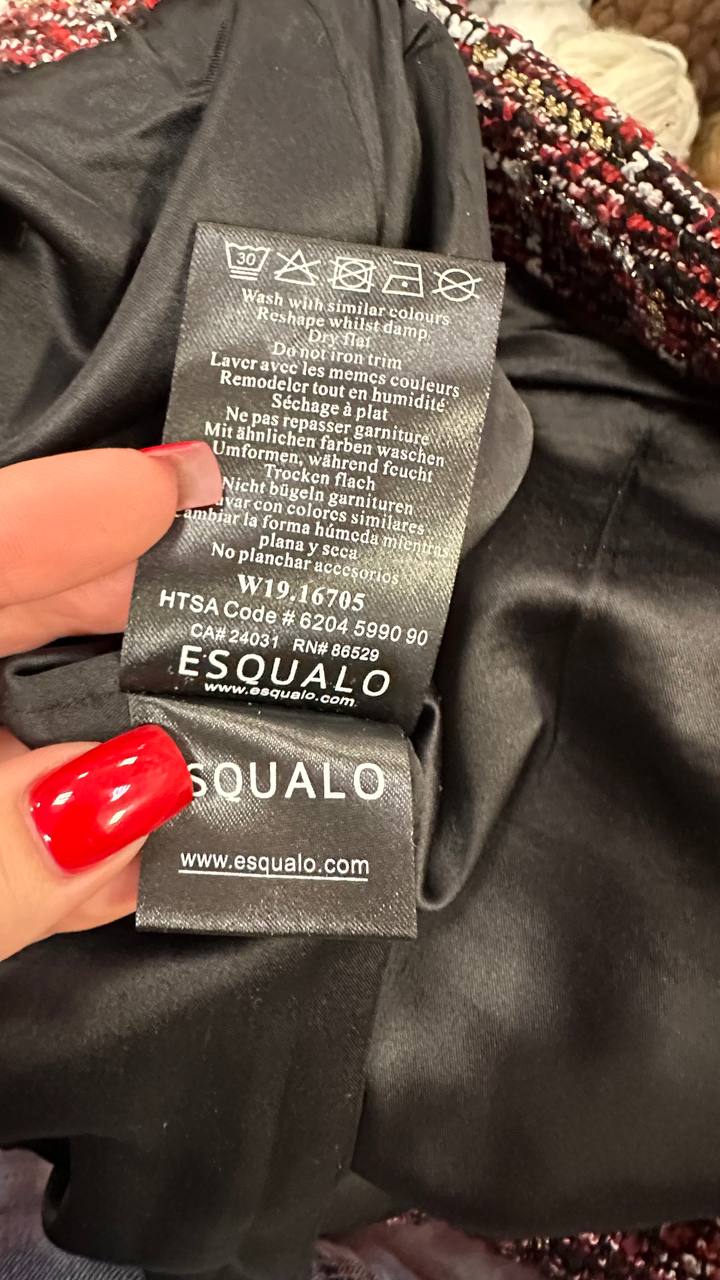 30
Wash with similar colours
Reshape whilst damp,
Dry flat
Do not iron trim
Laver avec les memes couleurs
Remodeler tout en humidité
Séchage à plat
Ne pas repasser garniture
Mit ähnlichen farben waschen
Umformen, während feucht
Trocken flach
Nicht bügeln garnituren
avar con colores similares
ambiar la forma húmeda mientras
plana y seca
No planchar accesorios
W19.16705
HTSA Code # 6204 5990 90
CA# 24031 RN# 86529
ESQUALO
www.esqualo.com
SQUALO
www.esqualo.com